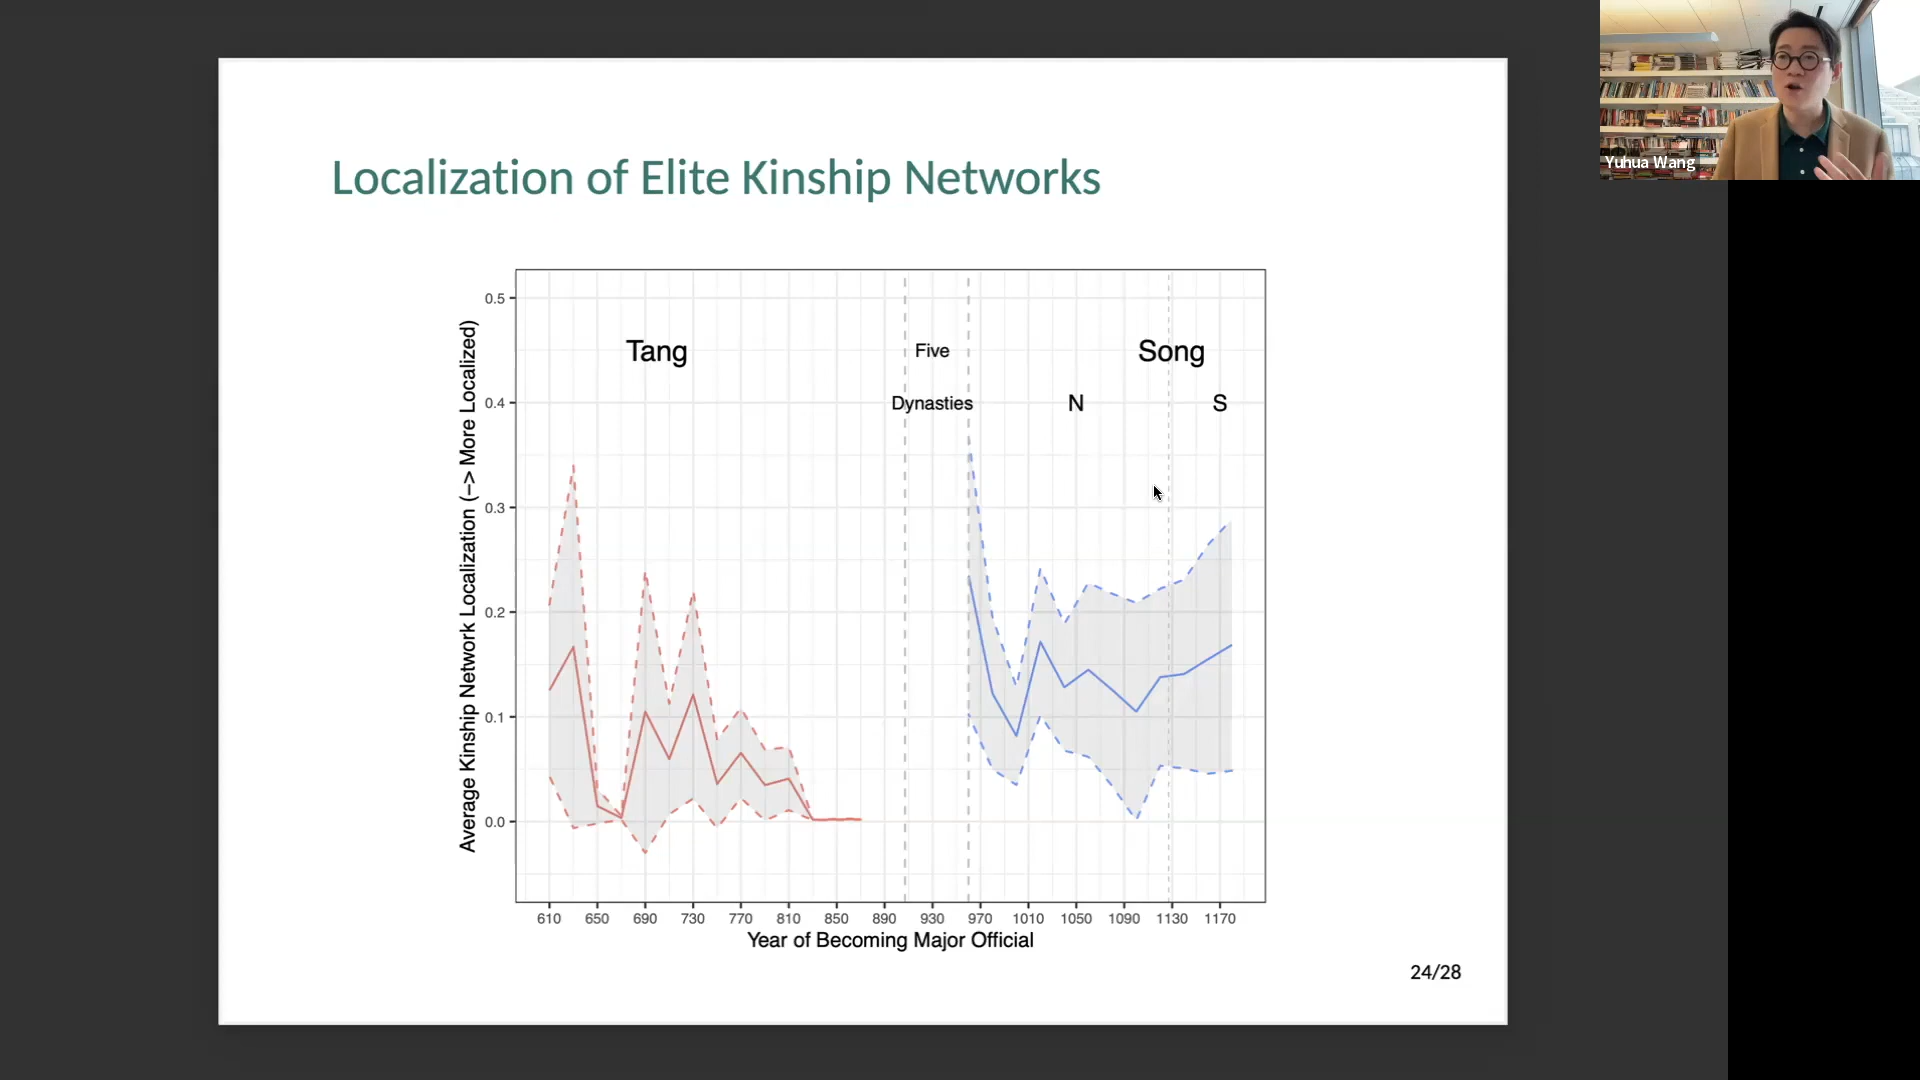 Yuhua Wang
Localization of Elite Kinship Networks
Average Kinship Network Localization (−> More Localized)
0.5
0.4
0.3
0.2
0.1
0.0
Tang
Five
Dynasties
Song
N
S
610 650 690 730 770 810 850 890 930 970 1010 1050 1090 1130 1170
Year of Becoming Major Official
24/28